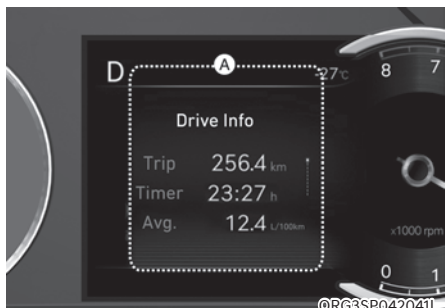 D
A
-27°C
Drive Info
Trip 256.4 km
Timer 23:27 h
Avg. 12.4 L/100km
8 7
x1000 rpm
0 1
ORG3SP042041L